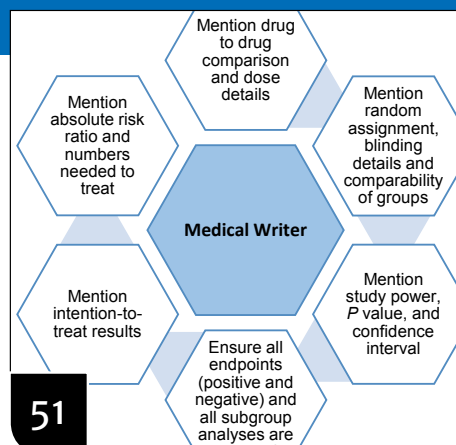 Mention drug
to drug
comparison
and dose
details
Mention
random
assignment,
blinding
details and
comparability
of groups
Mention
study power,
P value, and
confidence
interval
Ensure all
endpoints
(positive and
negative) and
all subgroup
analyses are
Mention
intention-to-
treat results
Mention
absolute risk
ratio and
numbers
needed to
treat
Medical Writer
51